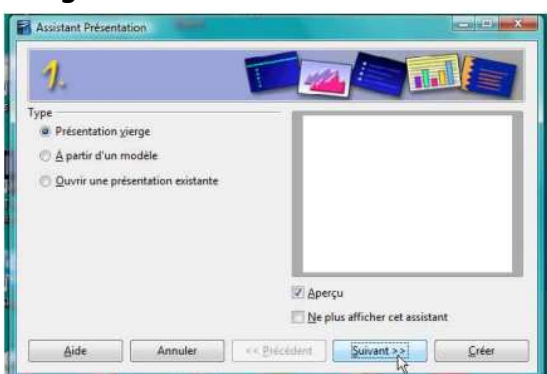 Assistant Présentation
1.
Type
Présentation vierge
À partir d'un modèle
Ouvrir une présentation existante
Aperçu
Ne plus afficher cet assistant
Aide
Annuler
<< Précédent
Suivant >>
Créer